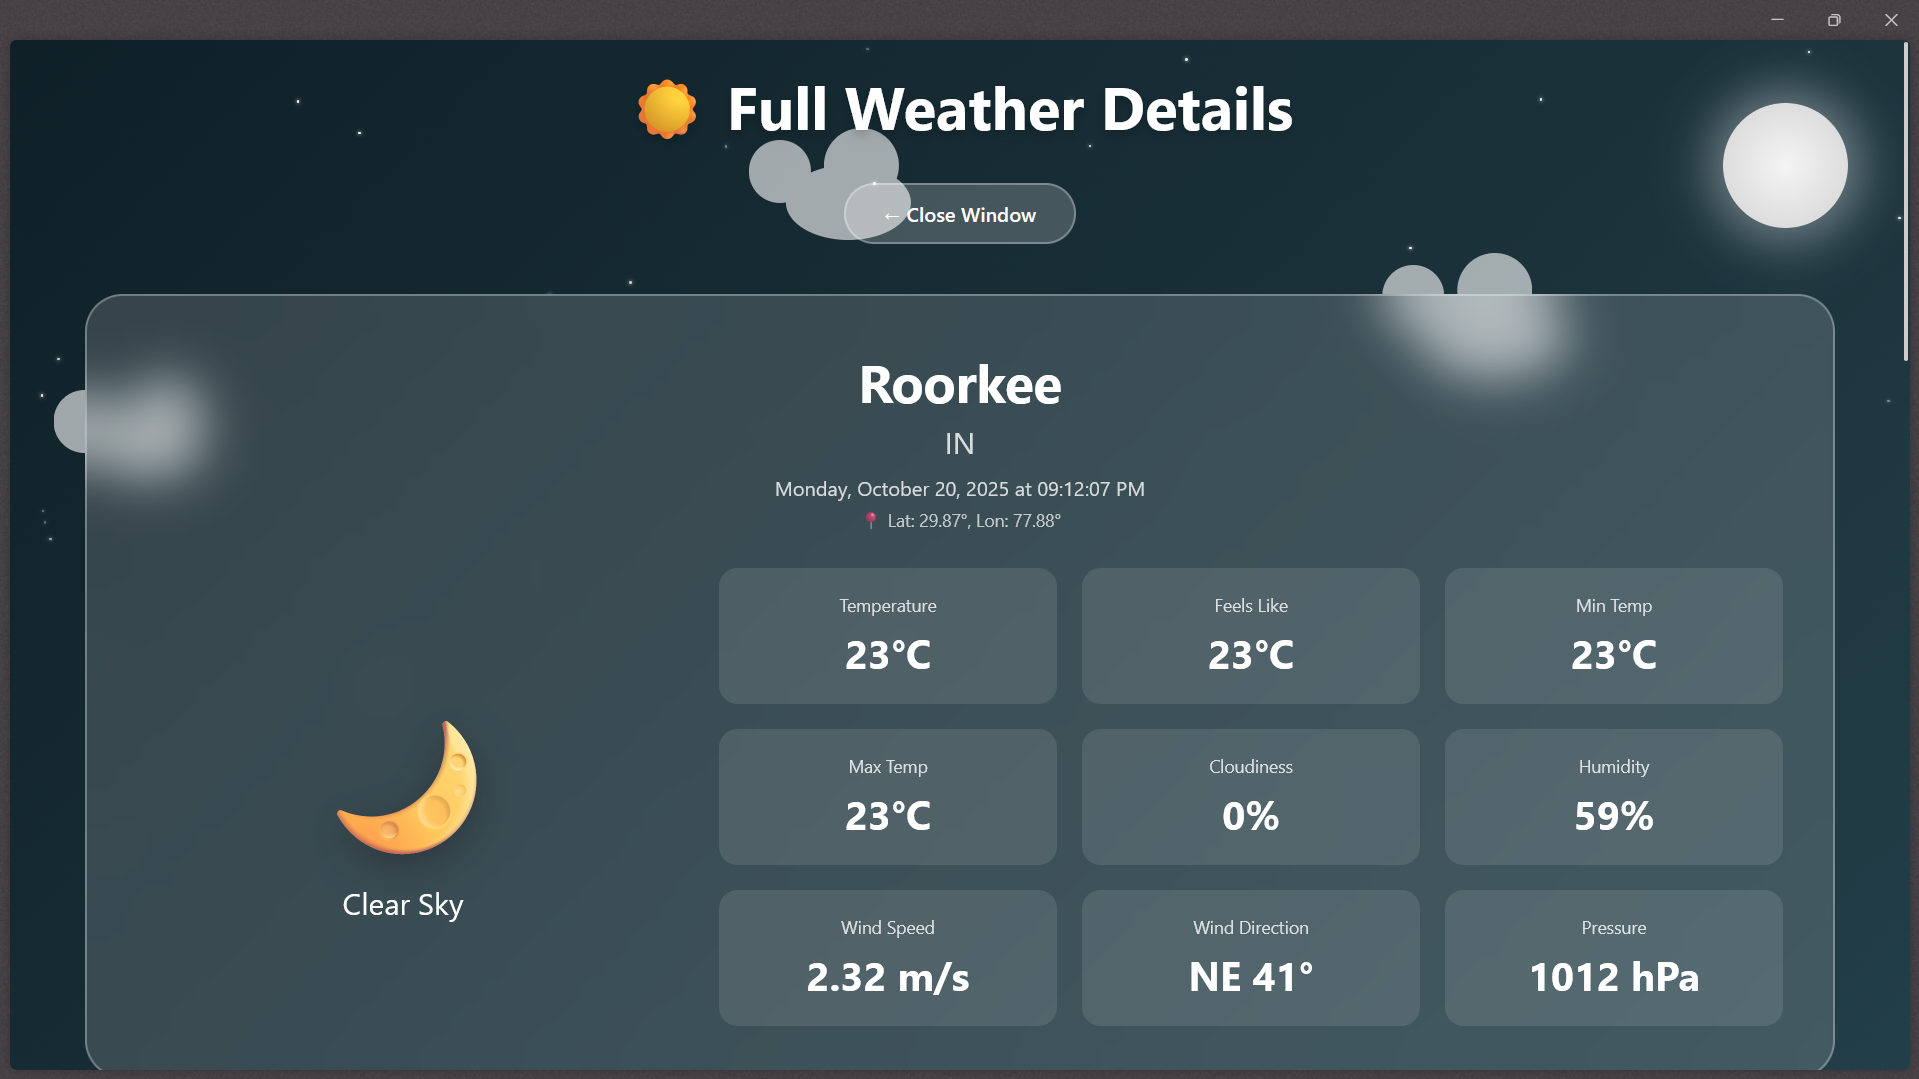 Full Weather Details
← Close Window
Roorkee
IN
Monday, October 20, 2025 at 09:12:07 PM
Lat: 29.87°, Lon: 77.88°
Temperature
23°C
Feels Like
23°C
Min Temp
23°C
Max Temp
23°C
Cloudiness
0%
Humidity
59%
Clear Sky
Wind Speed
2.32 m/s
Wind Direction
NE 41°
Pressure
1012 hPa